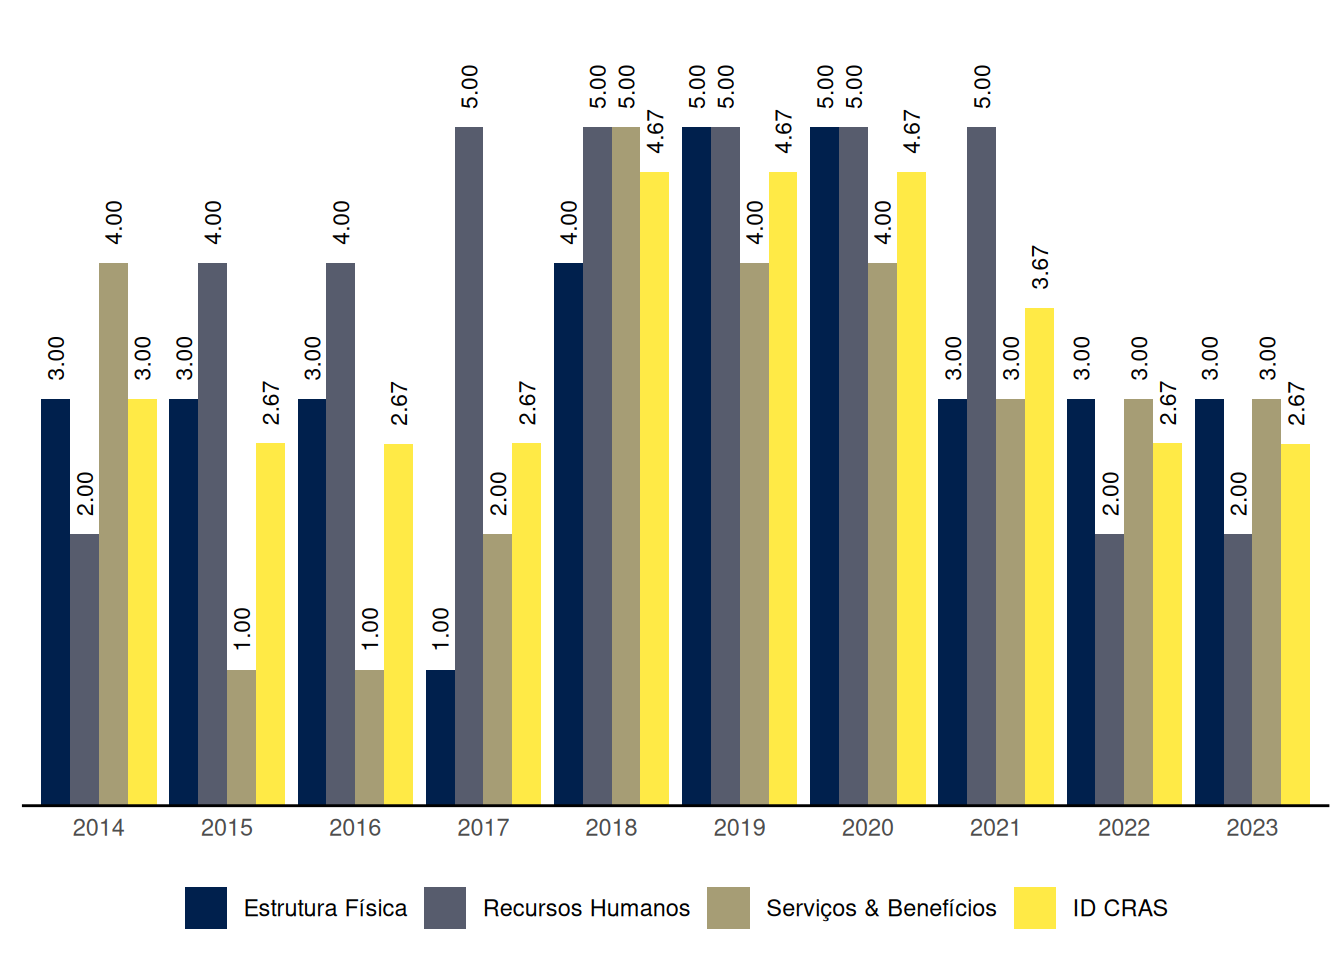 5.00 5.00 5.00 5.00 5.00 5.00 5.00 5.00
4.67 4.67 4.67
4.00 4.00 4.00 4.00 4.00 4.00
3.67
3.00 3.00 3.00 3.00 3.00 3.00 3.00 3.00 3.00 3.00
2.67 2.67 2.67 2.67 2.67
2.00 2.00 2.00 2.00
1.00 1.00 1.00
2014 2015 2016 2017 2018 2019 2020 2021 2022 2023
Estrutura Física Recursos Humanos Serviços & Benefícios ID CRAS